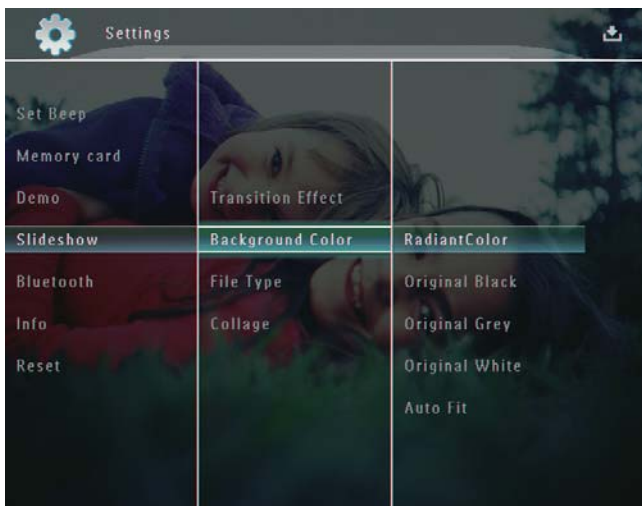 Settings
Set Beep
Memory card
Demo
Slideshow
Bluetooth
Info
Reset
Transition Effect
Background Color
File Type
Collage
RadiantColor
Original Black
Original Grey
Original White
Auto Fit